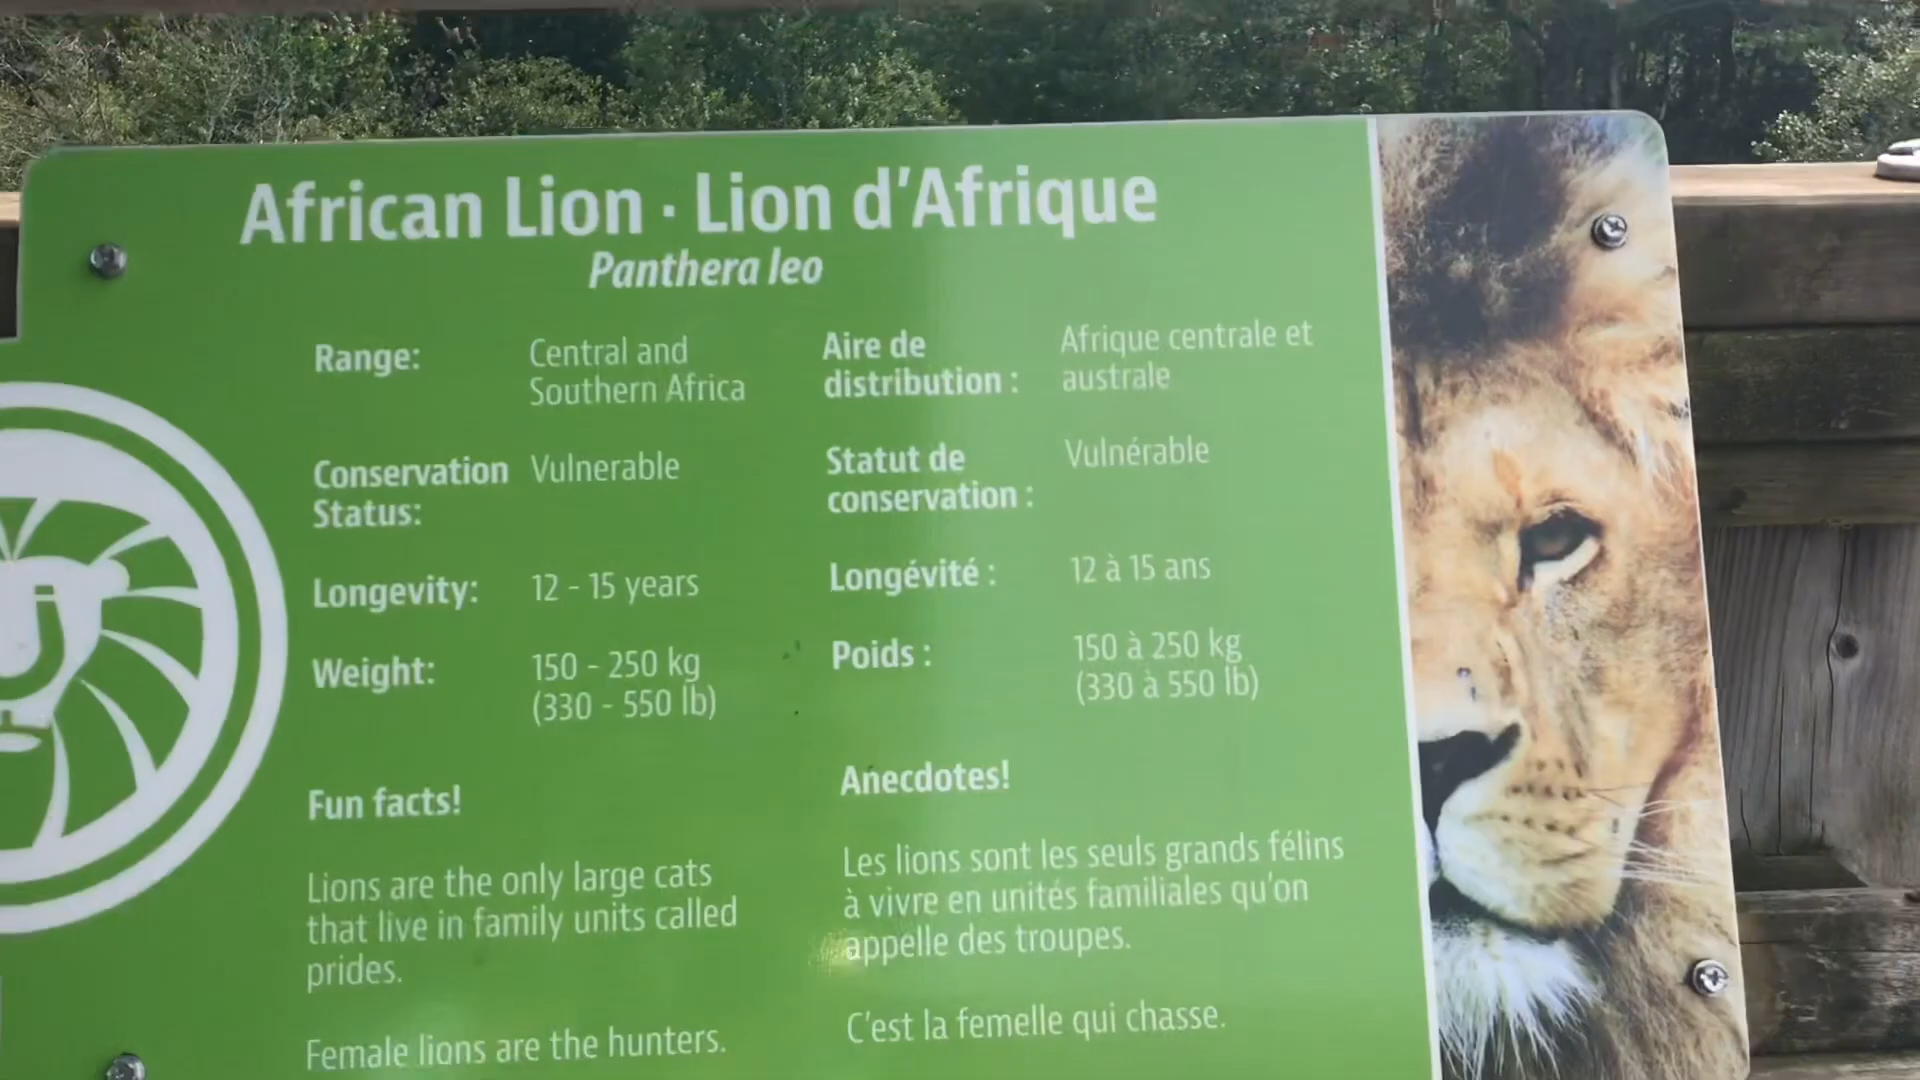 African Lion · Lion d'Afrique
Panthera leo
Range:
Central and
Southern Africa
Conservation
Status:
Vulnerable
Longevity:
12 - 15 years
Weight:
150 - 250 kg
(330 - 550 lb)
Fun facts!
Lions are the only large cats
that live in family units called
prides.
Female lions are the hunters.
Aire de
distribution :
Afrique centrale et
australe
Statut de
conservation :
Vulnérable
Longévité :
12 à 15 ans
Poids :
150 à 250 kg
(330 à 550 lb)
Anecdotes!
Les lions sont les seuls grands félins
à vivre en unités familiales qu'on
appelle des troupes.
C'est la femelle qui chasse.